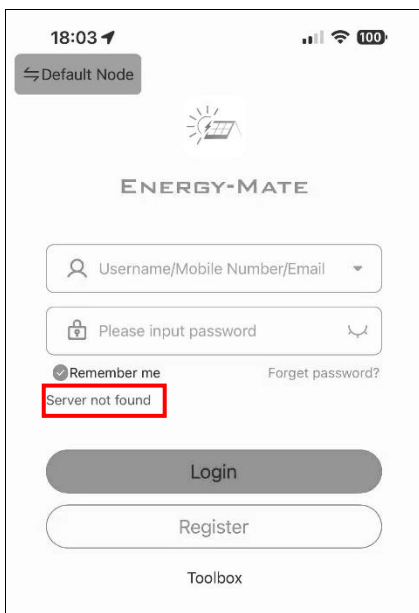 18:03
100
Default Node
ENERGY-MATE
Username/Mobile Number/Email
Please input password
Remember me
Forget password?
Server not found
Login
Register
Toolbox